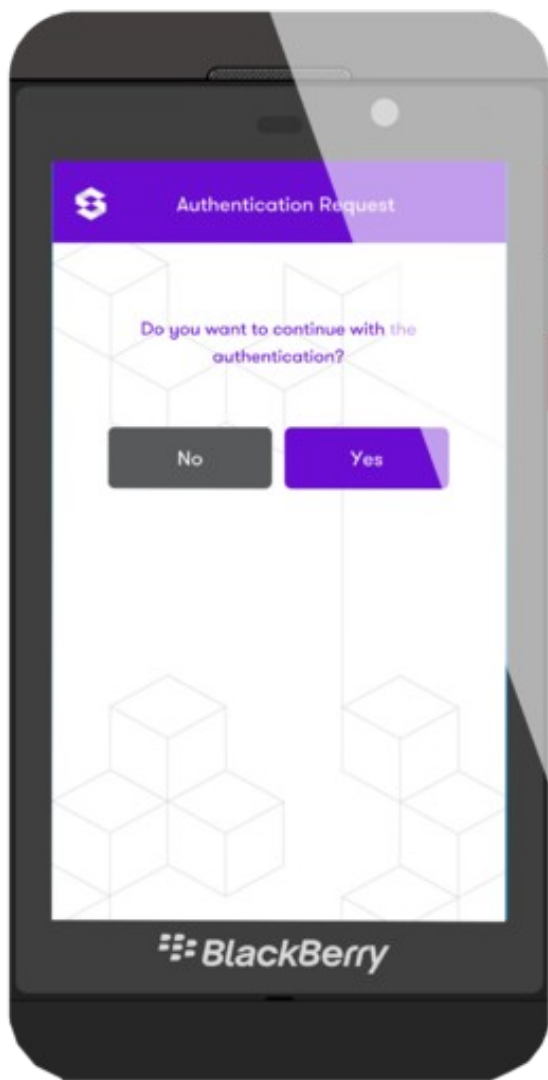 Authentication Request
Do you want to continue with the
authentication?
No
Yes
BlackBerry